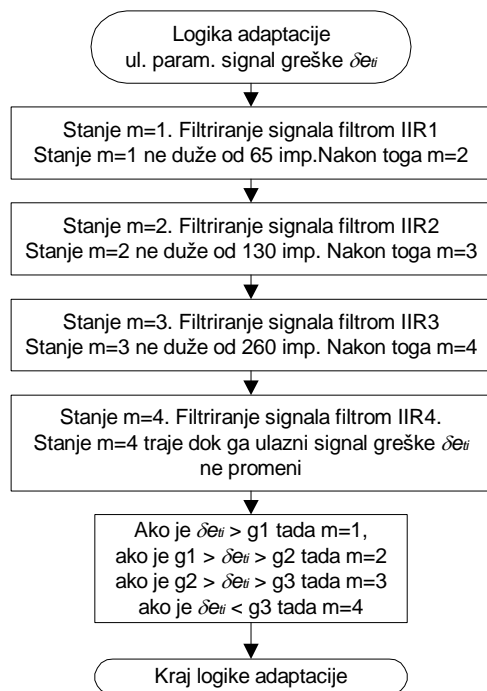 Logika adaptacije
ul. param. signal greške δeti
Stanje m=1. Filtriranje signala filtrom IIR1
Stanje m=1 ne duže od 65 imp.Nakon toga m=2
Stanje m=2. Filtriranje signala filtrom IIR2
Stanje m=2 ne duže od 130 imp. Nakon toga m=3
Stanje m=3. Filtriranje signala filtrom IIR3
Stanje m=3 ne duže od 260 imp. Nakon toga m=4
Stanje m=4. Filtriranje signala filtrom IIR4.
Stanje m=4 traje dok ga ulazni signal greške δeti
ne promeni
Ako je δeti > g1 tada m=1,
ako je g1 > δeti > g2 tada m=2
ako je g2 > δeti > g3 tada m=3
ako je δeti < g3 tada m=4
Kraj logike adaptacije